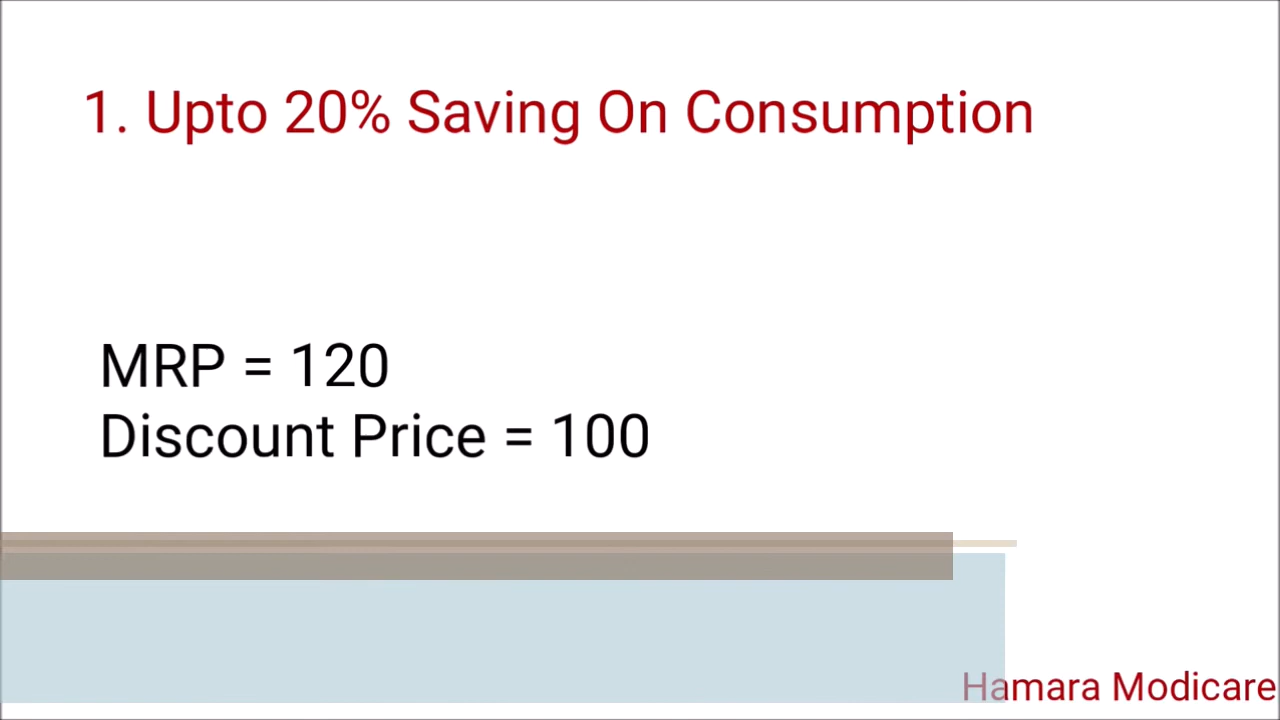 1. Upto 20% Saving On Consumption
MRP = 120
Discount Price = 100
Hamara Modicare